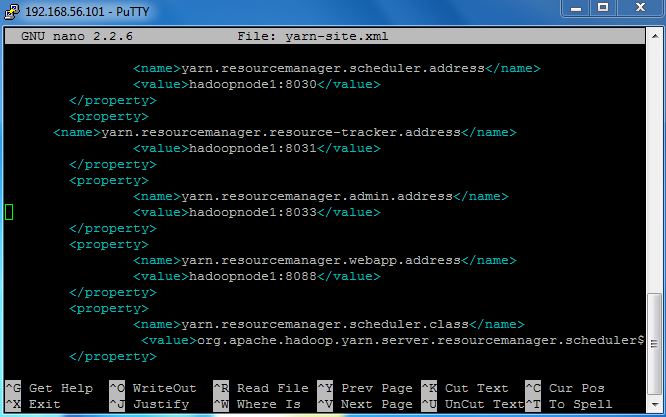 192.168.56.101 - PuTTY
GNU nano 2.2.6 File: yarn-site.xml
<name>yarn.resourcemanager.scheduler.address</name>
<value>hadoopnode1:8030</value>
</property>
<property>
<name>yarn.resourcemanager.resource-tracker.address</name>
<value>hadoopnode1:8031</value>
</property>
<property>
<name>yarn.resourcemanager.admin.address</name>
<value>hadoopnode1:8033</value>
</property>
<property>
<name>yarn.resourcemanager.webapp.address</name>
<value>hadoopnode1:8088</value>
</property>
<property>
<name>yarn.resourcemanager.scheduler.class</name>
<value>org.apache.hadoop.yarn.server.resourcemanager.scheduler$
</property>
^G Get Help ^O WriteOut ^R Read File ^Y Prev Page ^K Cut Text ^C Cur Pos
^X Exit ^J Justify ^W Where Is ^V Next Page ^U UnCut Text ^T To Spell